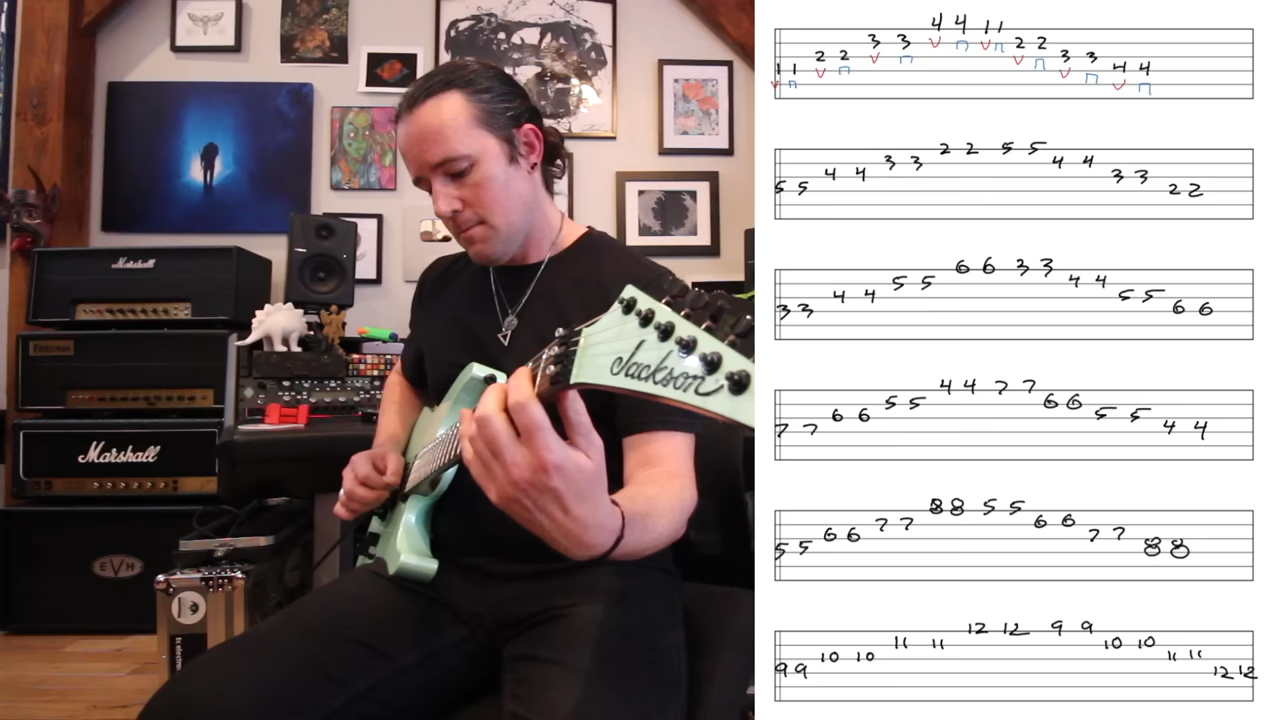 Marshall
FRIEDMAN
Marshall
EVH
Jackson
1 1 2 2 3 3 4 4 1 1 2 2 3 3 4 4
5 5 4 4 3 3 2 2 5 5 4 4 3 3 2 2
3 3 4 4 5 5 6 6 3 3 4 4 5 5 6 6
7 7 6 6 5 5 4 4 7 7 6 6 5 5 4 4
5 5 6 6 7 7 8 8 5 5 6 6 7 7 8 8
9 9 10 10 11 11 12 12 9 9 10 10 11 11 12 12